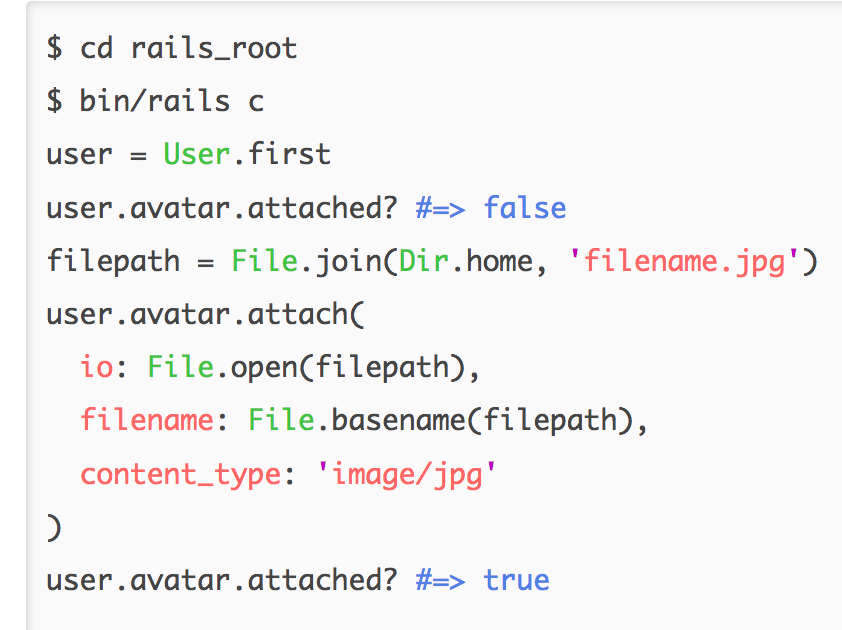 $ cd rails_root
$ bin/rails c
user = User.first
user.avatar.attached? #=> false
filepath = File.join(Dir.home, 'filename.jpg')
user.avatar.attach(
  io: File.open(filepath),
  filename: File.basename(filepath),
  content_type: 'image/jpg'
)
user.avatar.attached? #=> true